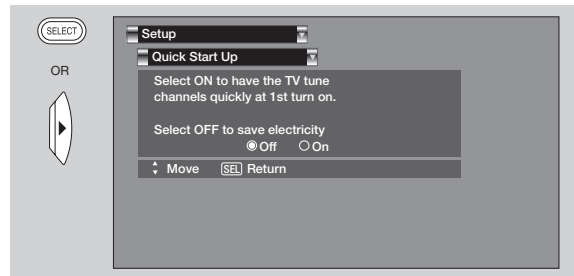 SELECT
OR
Setup
Quick Start Up
Select ON to have the TV tune
channels quickly at 1st turn on.
Select OFF to save electricity
Off On
Move SEL Return